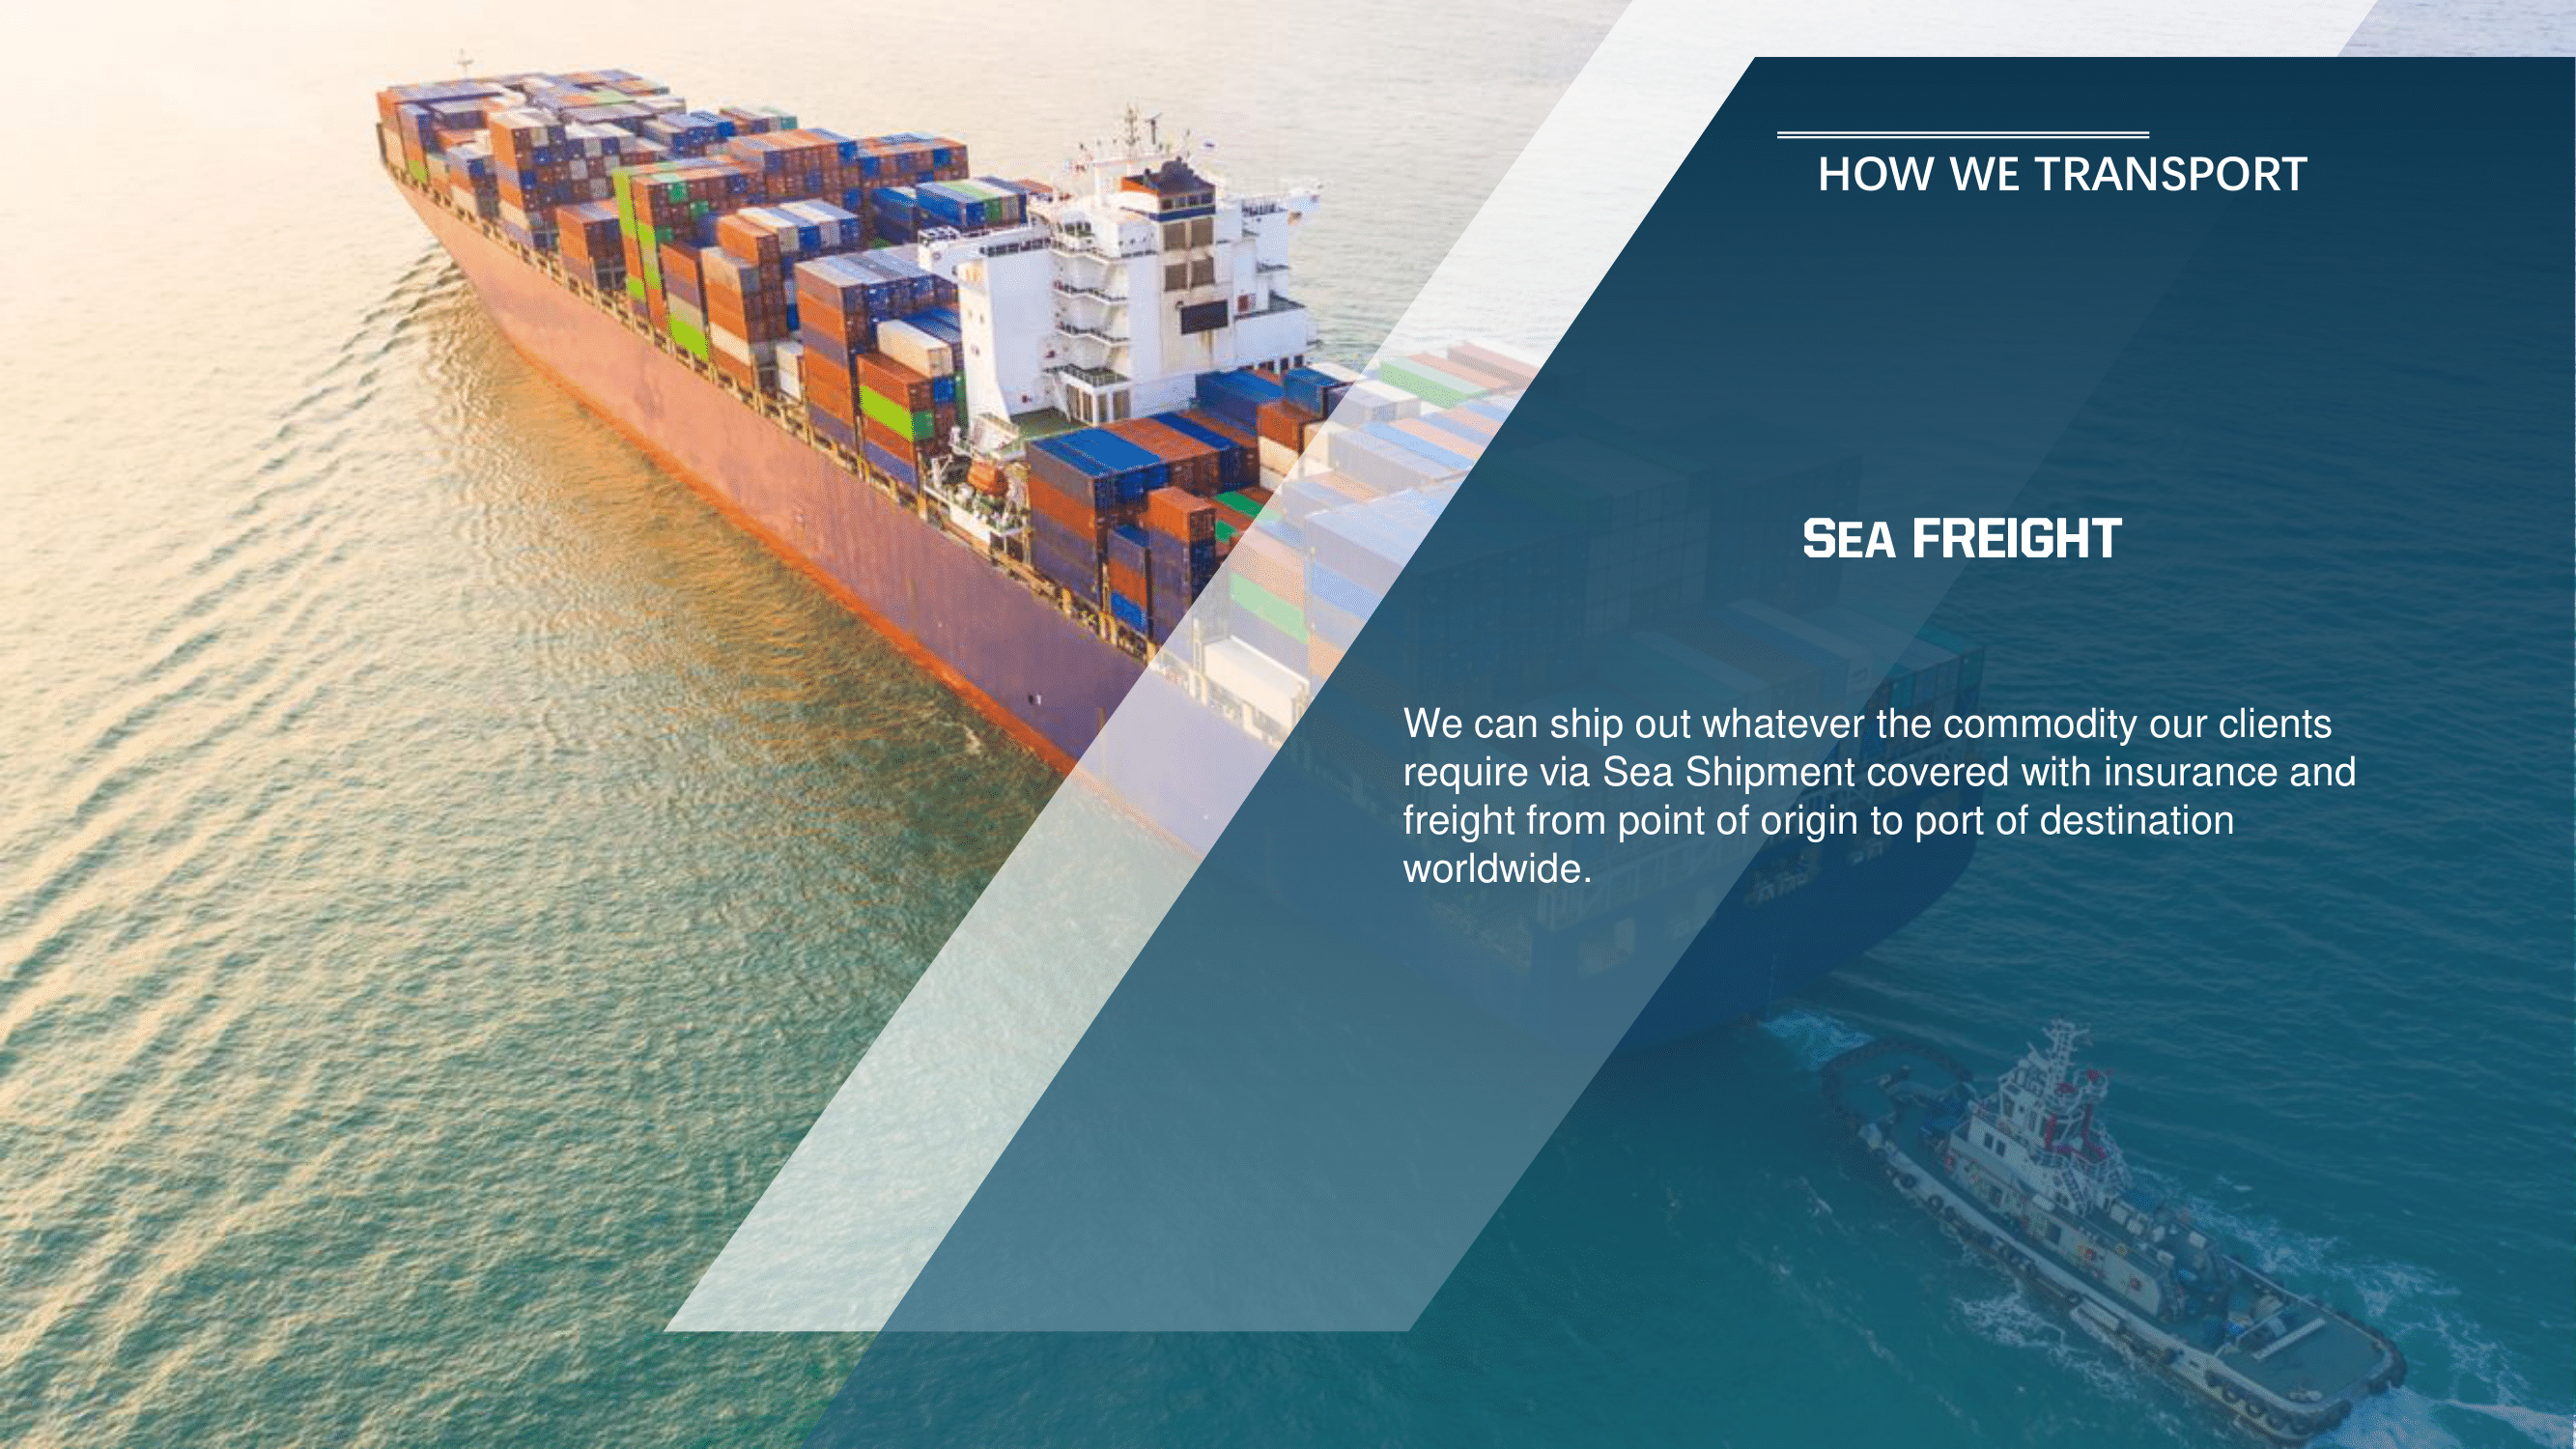 HOW WE TRANSPORT
SEA FREIGHT
We can ship out whatever the commodity our clients
require via Sea Shipment covered with insurance and
freight from point of origin to port of destination
worldwide.